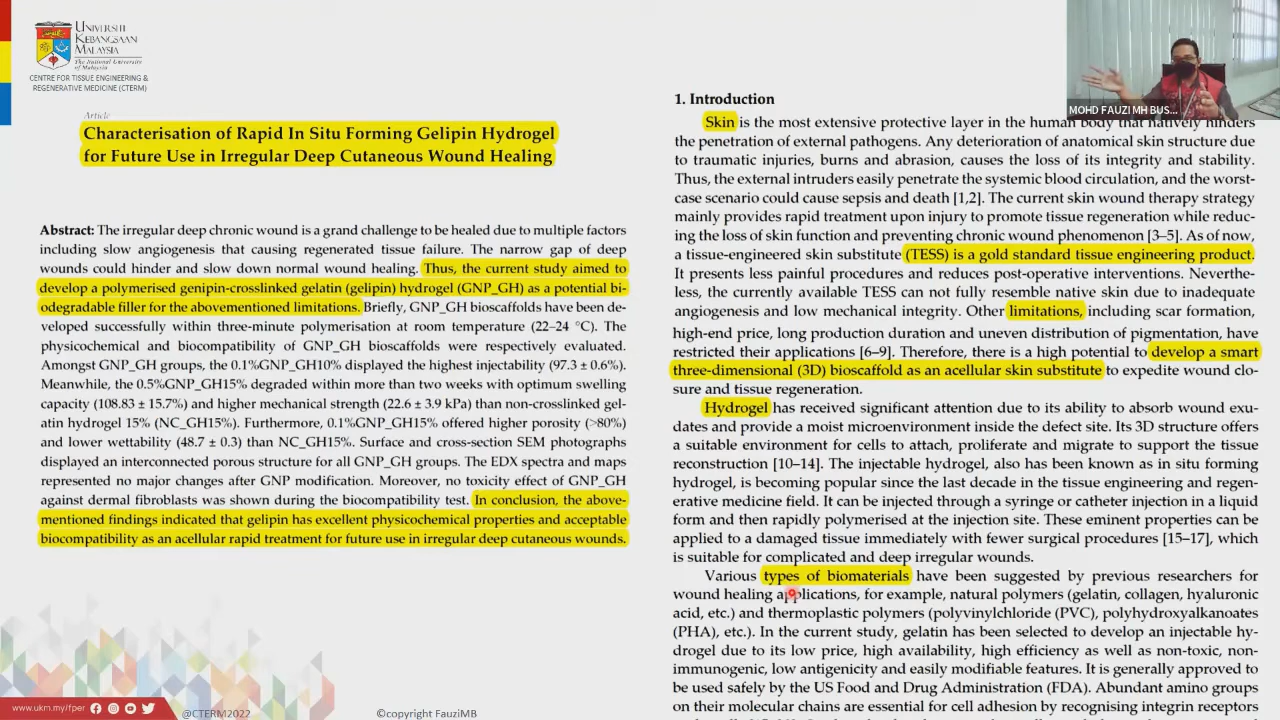 UNIVERSITI
KEBANGSAAN
MALAYSIA
The National University
of Malaysia
CENTRE FOR TISSUE ENGINEERING &
REGENERATIVE MEDICINE (CTERM)
Article
Characterisation of Rapid In Situ Forming Gelipin Hydrogel
for Future Use in Irregular Deep Cutaneous Wound Healing
Abstract: The irregular deep chronic wound is a grand challenge to be healed due to multiple factors
including slow angiogenesis that causing regenerated tissue failure. The narrow gap of deep
wounds could hinder and slow down normal wound healing. Thus, the current study aimed to
develop a polymerised genipin-crosslinked gelatin (gelipin) hydrogel (GNP_GH) as a potential bi-
odegradable filler for the abovementioned limitations. Briefly, GNP_GH bioscaffolds have been de-
veloped successfully within three-minute polymerisation at room temperature (22–24 °C). The
physicochemical and biocompatibility of GNP_GH bioscaffolds were respectively evaluated.
Amongst GNP_GH groups, the 0.1%GNP_GH10% displayed the highest injectability (97.3 ± 0.6%).
Meanwhile, the 0.5%GNP_GH15% degraded within more than two weeks with optimum swelling
capacity (108.83 ± 15.7%) and higher mechanical strength (22.6 ± 3.9 kPa) than non-crosslinked gel-
atin hydrogel 15% (NC_GH15%). Furthermore, 0.1%GNP_GH15% offered higher porosity (>80%)
and lower wettability (48.7 ± 0.3) than NC_GH15%. Surface and cross-section SEM photographs
displayed an interconnected porous structure for all GNP_GH groups. The EDX spectra and maps
represented no major changes after GNP modification. Moreover, no toxicity effect of GNP_GH
against dermal fibroblasts was shown during the biocompatibility test. In conclusion, the above-
mentioned findings indicated that gelipin has excellent physicochemical properties and acceptable
biocompatibility as an acellular rapid treatment for future use in irregular deep cutaneous wounds.
1. Introduction
Skin is the most extensive protective layer in the human body that natively hinders
the penetration of external pathogens. Any deterioration of anatomical skin structure due
to traumatic injuries, burns and abrasion, causes the loss of its integrity and stability.
Thus, the external intruders easily penetrate the systemic blood circulation, and the worst-
case scenario could cause sepsis and death [1,2]. The current skin wound therapy strategy
mainly provides rapid treatment upon injury to promote tissue regeneration while reduc-
ing the loss of skin function and preventing chronic wound phenomenon [3–5]. As of now,
a tissue-engineered skin substitute (TESS) is a gold standard tissue engineering product.
It presents less painful procedures and reduces post-operative interventions. Neverthe-
less, the currently available TESS can not fully resemble native skin due to inadequate
angiogenesis and low mechanical integrity. Other limitations, including scar formation,
high-end price, long production duration and uneven distribution of pigmentation, have
restricted their applications [6–9]. Therefore, there is a high potential to develop a smart
three-dimensional (3D) bioscaffold as an acellular skin substitute to expedite wound clo-
sure and tissue regeneration.
Hydrogel has received significant attention due to its ability to absorb wound exu-
dates and provide a moist microenvironment inside the defect site. Its 3D structure offers
a suitable environment for cells to attach, proliferate and migrate to support the tissue
reconstruction [10–14]. The injectable hydrogel, also has been known as in situ forming
hydrogel, is becoming popular since the last decade in the tissue engineering and regen-
erative medicine field. It can be injected through a syringe or catheter injection in a liquid
form and then rapidly polymerised at the injection site. These eminent properties can be
applied to a damaged tissue immediately with fewer surgical procedures [15–17], which
is suitable for complicated and deep irregular wounds.
Various types of biomaterials have been suggested by previous researchers for
wound healing applications, for example, natural polymers (gelatin, collagen, hyaluronic
acid, etc.) and thermoplastic polymers (polyvinylchloride (PVC), polyhydroxyalkanoates
(PHA), etc.). In the current study, gelatin has been selected to develop an injectable hy-
drogel due to its low price, high availability, high efficiency as well as non-toxic, non-
immunogenic, low antigenicity and easily modifiable features. It is generally approved to
be used safely by the US Food and Drug Administration (FDA). Abundant amino groups
on their molecular chains are essential for cell adhesion by recognising integrin receptors
MOHD FAUZI MH BUS...
www.ukm.my/fper
@CTERM2022
©copyright FauziMB